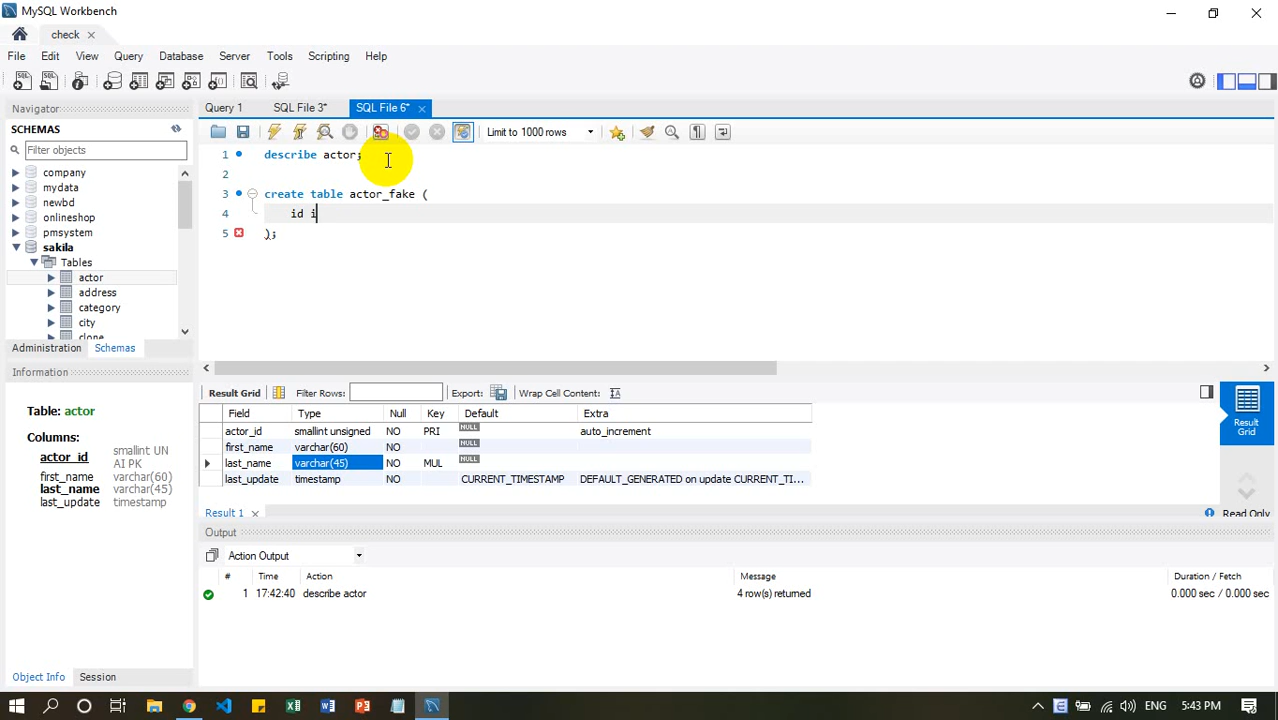 MySQL Workbench
check
File Edit View Query Database Server Tools Scripting Help
Navigator
SCHEMAS
Filter objects
company
mydata
newbd
onlineshop
pmsystem
sakila
Tables
actor
address
category
city
clone
Administration Schemas
Information
Table: actor
Columns:
actor_id smallint UN
AI PK
first_name varchar(60)
last_name varchar(45)
last_update timestamp
Object Info Session
Query 1 SQL File 3* SQL File 6*
Limit to 1000 rows
1 describe actor;
2
3 create table actor_fake (
4 id i
5 );
Result Grid Filter Rows: Export: Wrap Cell Content:
Field Type Null Key Default Extra
actor_id smallint unsigned NO PRI NULL auto_increment
first_name varchar(60) NO NULL
last_name varchar(45) NO MUL NULL
last_update timestamp NO CURRENT_TIMESTAMP DEFAULT_GENERATED on update CURRENT_TI...
Result
Grid
Result 1 Read Only
Output
Action Output
# Time Action Message Duration / Fetch
1 17:42:40 describe actor 4 row(s) returned 0.000 sec / 0.000 sec
ENG 5:43 PM